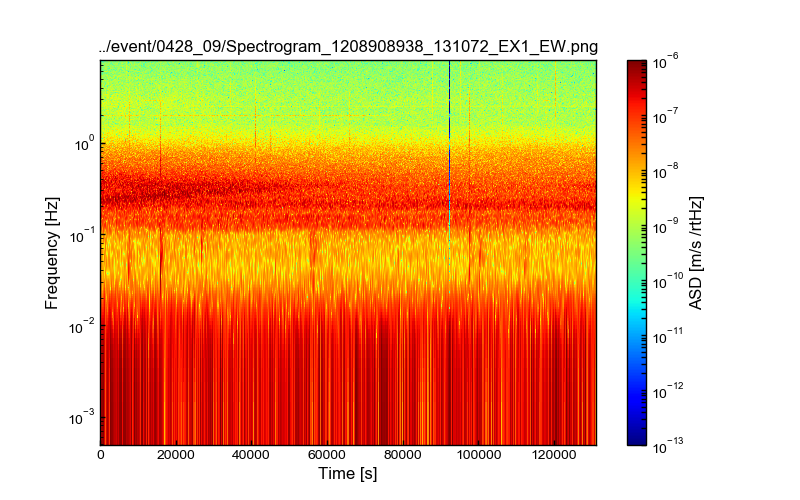 ../event/0428_09/Spectrogram_1208908938_131072_EX1_EW.png
Frequency [Hz]
10⁰
10⁻¹
10⁻²
10⁻³
0 20000 40000 60000 80000 100000 120000
Time [s]
10⁻⁶
10⁻⁷
10⁻⁸
10⁻⁹
10⁻¹⁰
10⁻¹¹
10⁻¹²
10⁻¹³
ASD [m/s /rtHz]